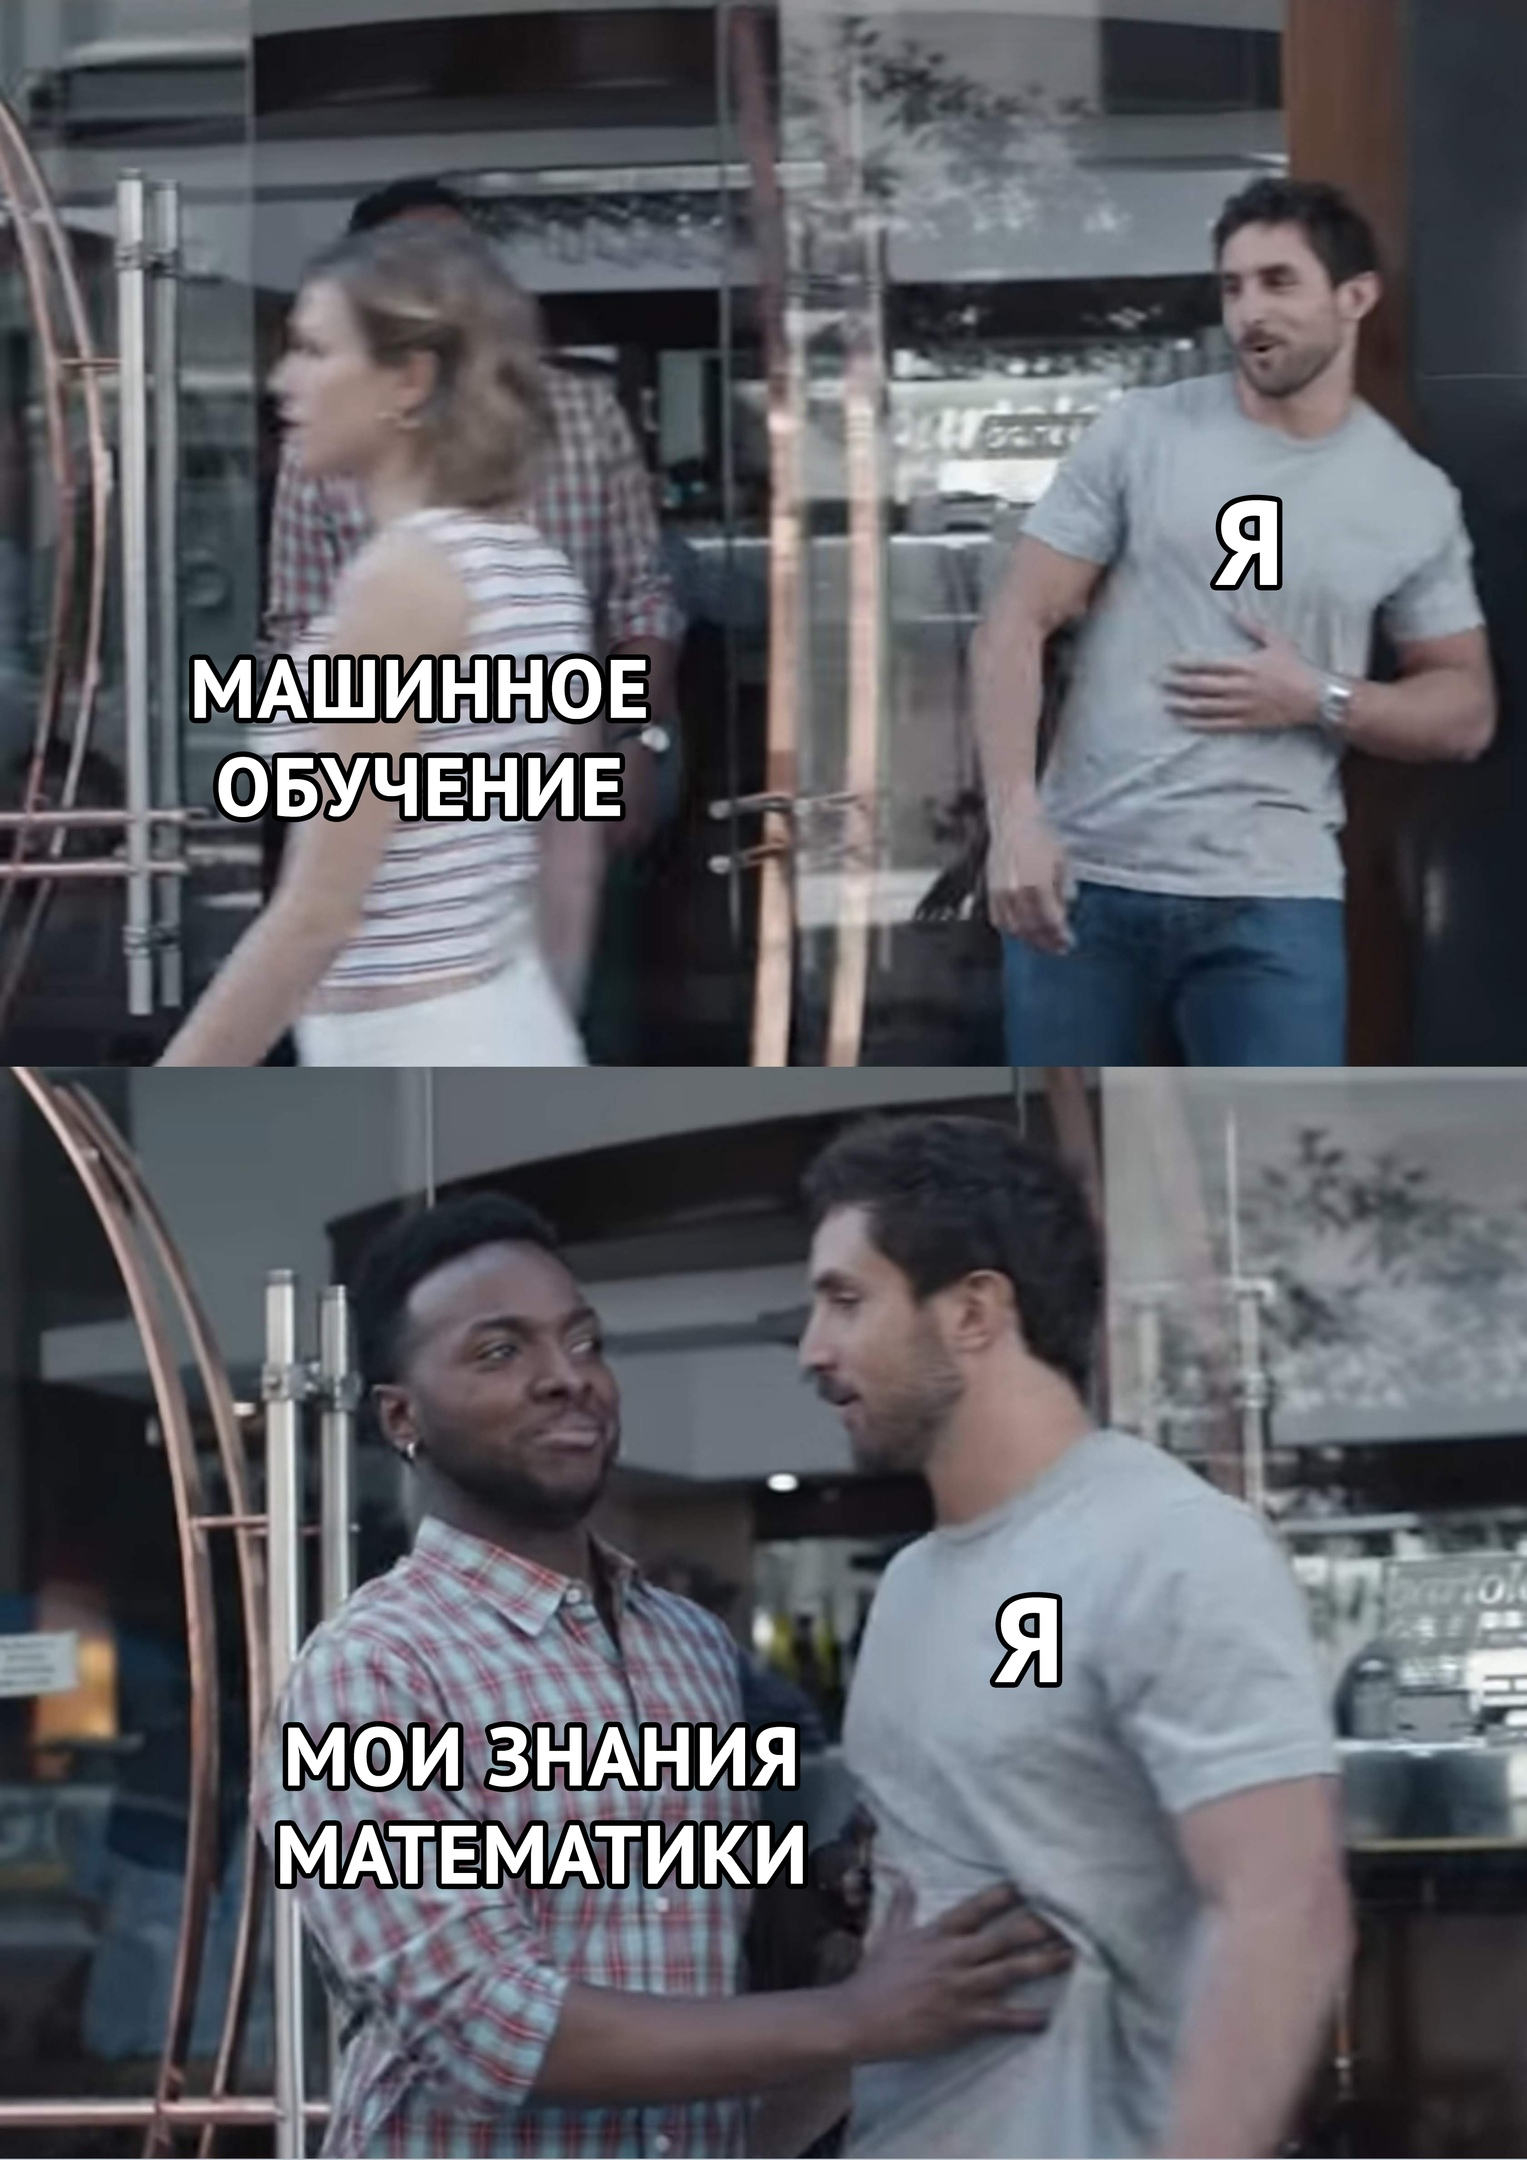 Я
МАШИННОЕ
ОБУЧЕНИЕ
Я
МОИ ЗНАНИЯ
МАТЕМАТИКИ